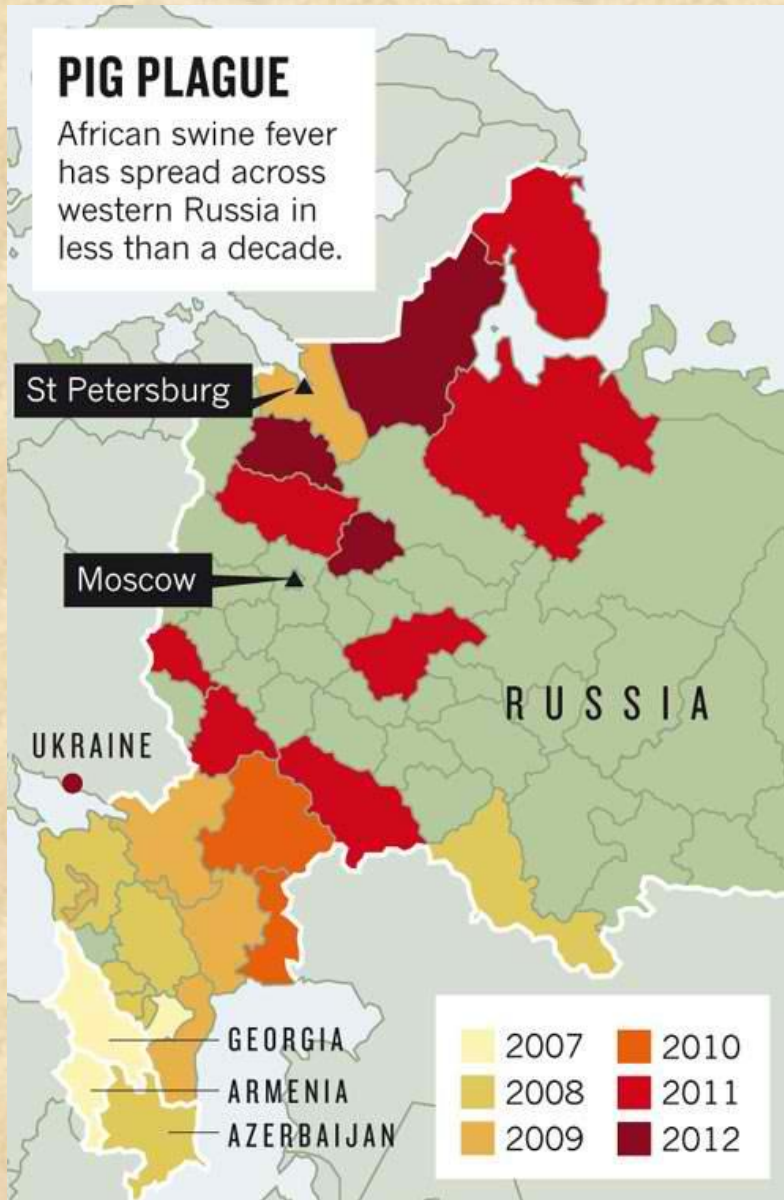 PIG PLAGUE
African swine fever
has spread across
western Russia in
less than a decade.
St Petersburg
Moscow
RUSSIA
UKRAINE
GEORGIA
ARMENIA
AZERBAIJAN
2007
2008
2009
2010
2011
2012